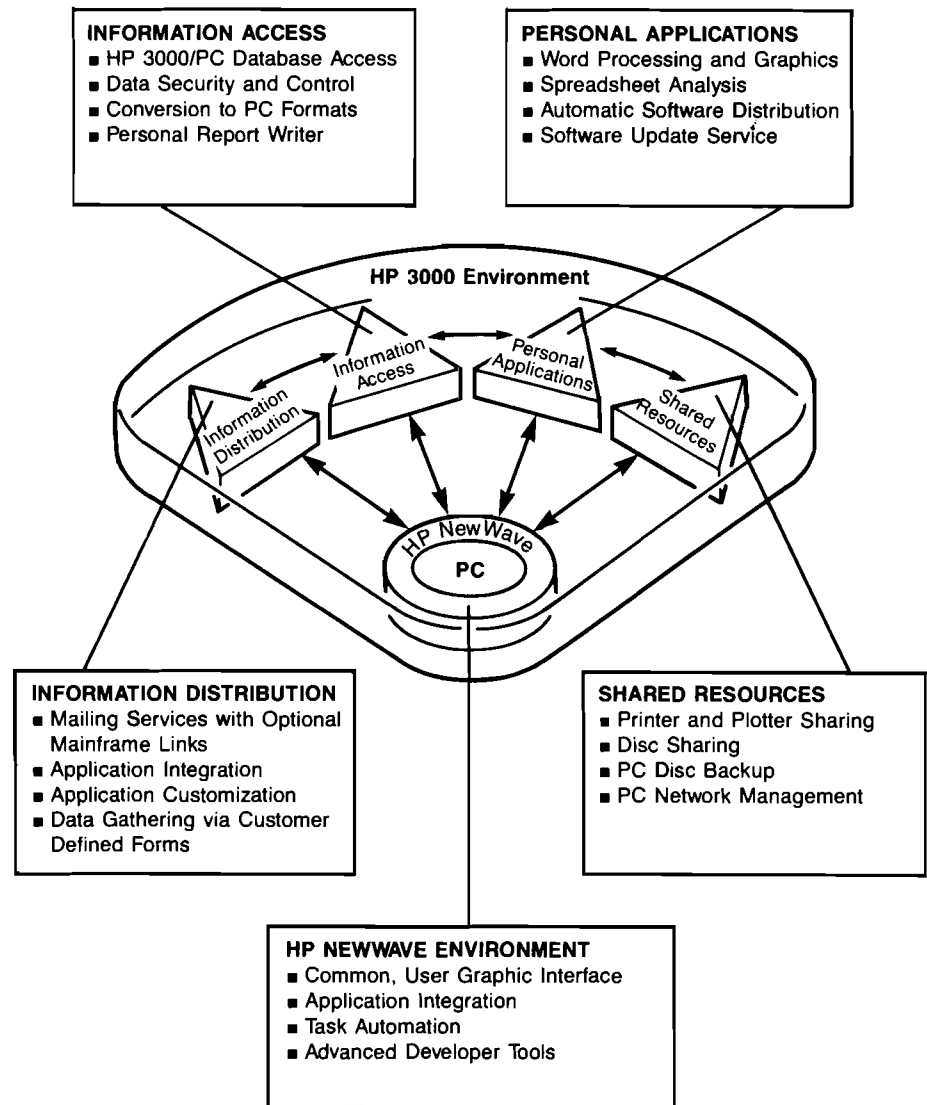 INFORMATION ACCESS
■ HP 3000/PC Database Access
■ Data Security and Control
■ Conversion to PC Formats
■ Personal Report Writer
PERSONAL APPLICATIONS
■ Word Processing and Graphics
■ Spreadsheet Analysis
■ Automatic Software Distribution
■ Software Update Service
HP 3000 Environment
Information
Distribution
Information
Access
Personal
Applications
Shared
Resources
HP NewWave
PC
INFORMATION DISTRIBUTION
■ Mailing Services with Optional
Mainframe Links
■ Application Integration
■ Application Customization
■ Data Gathering via Customer
Defined Forms
SHARED RESOURCES
■ Printer and Plotter Sharing
■ Disc Sharing
■ PC Disc Backup
■ PC Network Management
HP NEWWAVE ENVIRONMENT
■ Common, User Graphic Interface
■ Application Integration
■ Task Automation
■ Advanced Developer Tools